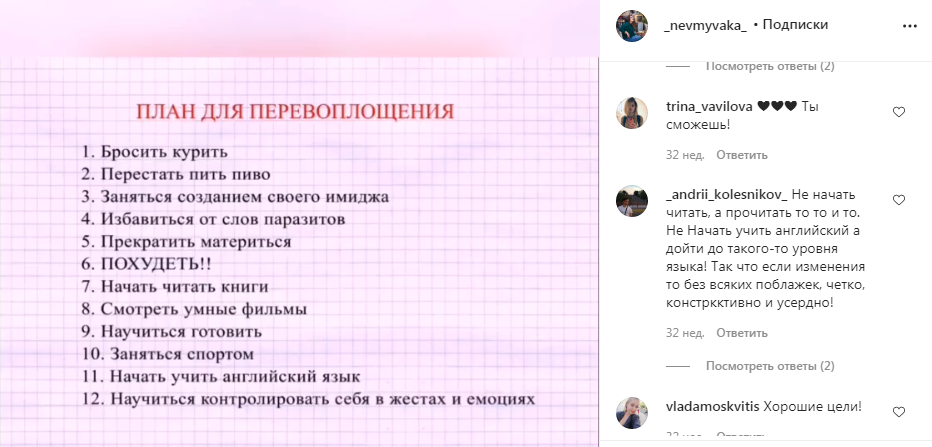 ПЛАН ДЛЯ ПЕРЕВОПЛОЩЕНИЯ
1. Бросить курить
2. Перестать пить пиво
3. Заняться созданием своего имиджа
4. Избавиться от слов паразитов
5. Прекратить материться
6. ПОХУДЕТЬ!!
7. Начать читать книги
8. Смотреть умные фильмы
9. Научиться готовить
10. Заняться спортом
11. Начать учить английский язык
12. Научиться контролировать себя в жестах и емоциях
_nevmyvaka_ • Подписки
Посмотреть ответы (2)
trina_vavilova ❤❤❤ Ты
сможешь!
32 нед. Ответить
_andrii_kolesnikov_ Не начать
читать, а прочитать то то и то.
Не Начать учить английский а
дойти до такого-то уровня
языка! Так что если изменения
то без всяких поблажек, четко,
констркктивно и усердно!
32 нед. Ответить
Посмотреть ответы (2)
vladamoskvitis Хорошие цели!
32 нед. Ответить